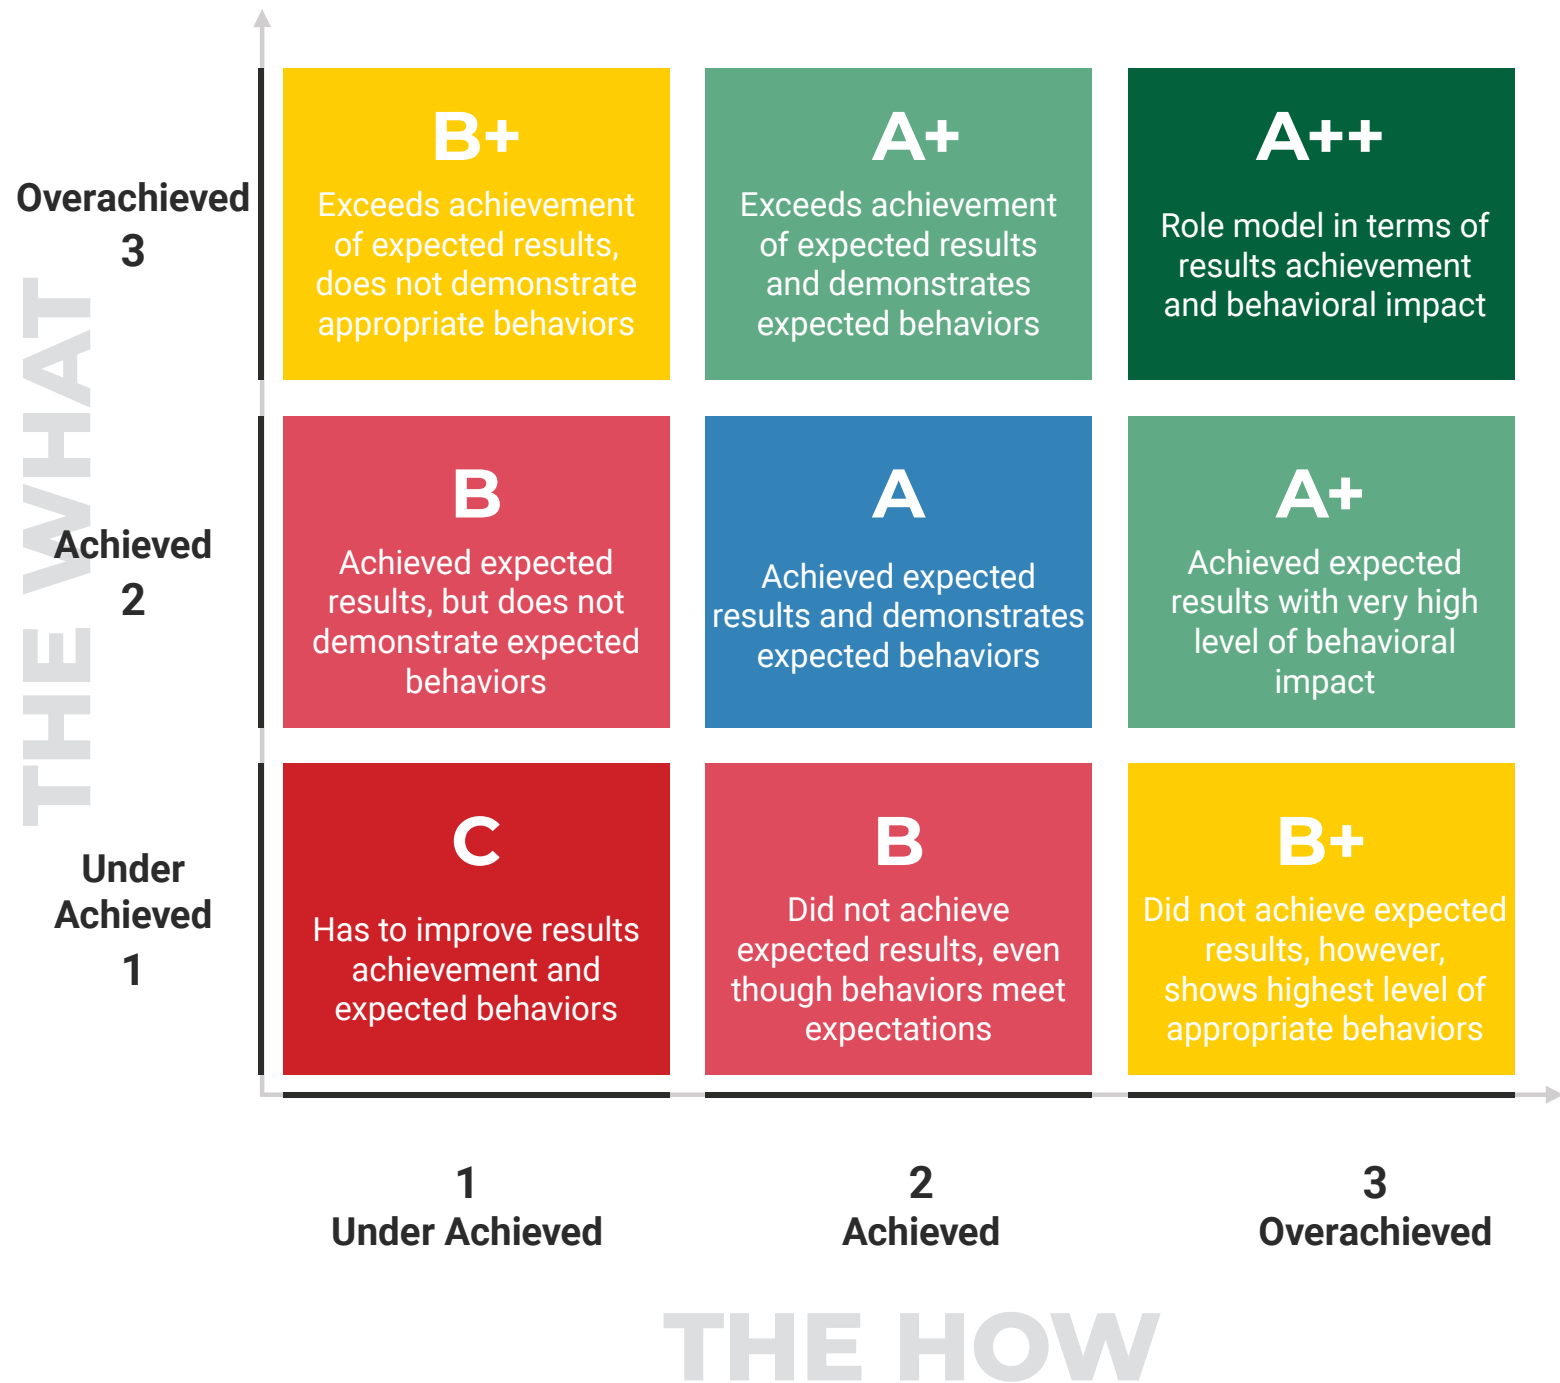 THE WHAT
Overachieved
3
B+
Exceeds achievement
of expected results,
does not demonstrate
appropriate behaviors
A+
Exceeds achievement
of expected results
and demonstrates
expected behaviors
A++
Role model in terms of
results achievement
and behavioral impact
Achieved
2
B
Achieved expected
results, but does not
demonstrate expected
behaviors
A
Achieved expected
results and demonstrates
expected behaviors
A+
Achieved expected
results with very high
level of behavioral
impact
Under
Achieved
1
C
Has to improve results
achievement and
expected behaviors
B
Did not achieve
expected results, even
though behaviors meet
expectations
B+
Did not achieve expected
results, however,
shows highest level of
appropriate behaviors
1
Under Achieved
2
Achieved
3
Overachieved
THE HOW